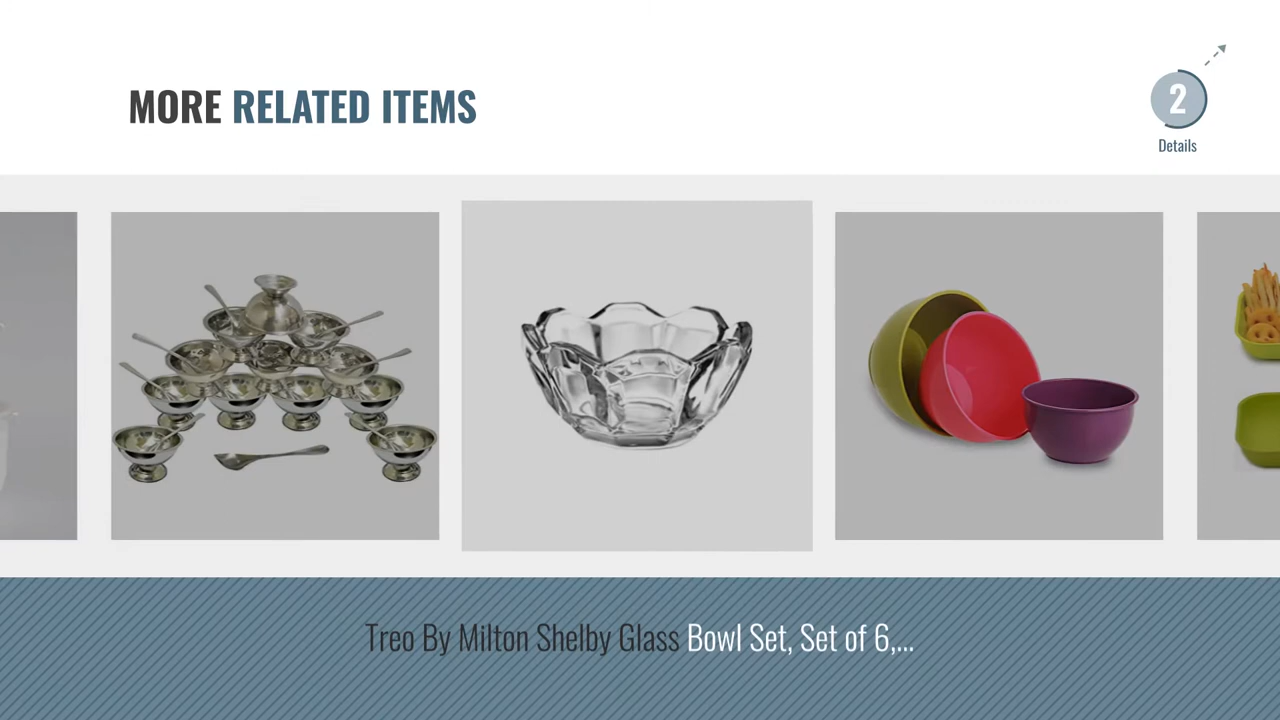 MORE RELATED ITEMS
2
Details
Treo By Milton Shelby Glass Bowl Set, Set of 6,...